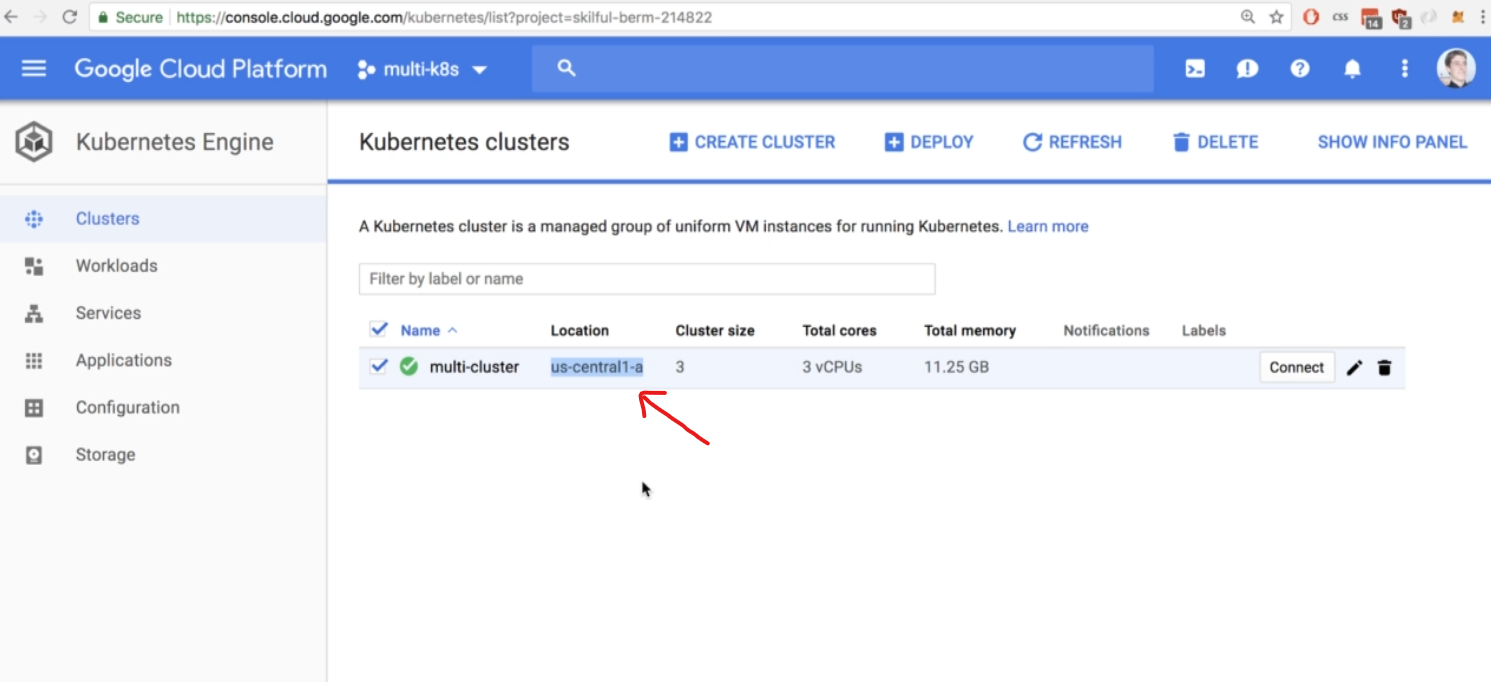 Secure https://console.cloud.google.com/kubernetes/list?project=skilful-berm-214822
css 14 2
Google Cloud Platform multi-k8s
Kubernetes Engine
Kubernetes clusters CREATE CLUSTER DEPLOY REFRESH DELETE SHOW INFO PANEL
Clusters
Workloads
Services
Applications
Configuration
Storage
A Kubernetes cluster is a managed group of uniform VM instances for running Kubernetes. Learn more
Filter by label or name
Name Location Cluster size Total cores Total memory Notifications Labels
multi-cluster us-central1-a 3 3 vCPUs 11.25 GB Connect